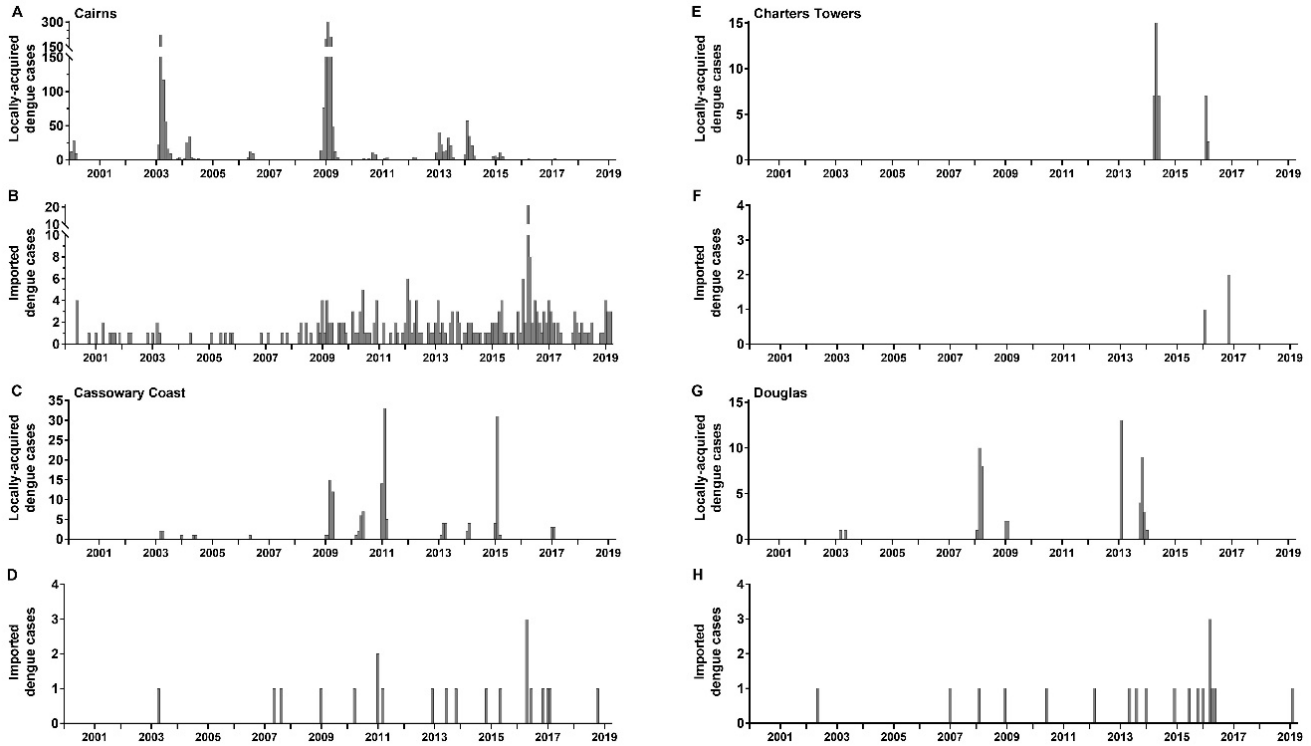 A
Cairns
Locally-acquired
dengue cases
300
150
150
100
50
0
2001 2003 2005 2007 2009 2011 2013 2015 2017 2019
B
Imported
dengue cases
20
10
10
8
6
4
2
0
2001 2003 2005 2007 2009 2011 2013 2015 2017 2019
C
Cassowary Coast
Locally-acquired
dengue cases
35
30
25
20
15
10
5
0
2001 2003 2005 2007 2009 2011 2013 2015 2017 2019
D
Imported
dengue cases
4
3
2
1
0
2001 2003 2005 2007 2009 2011 2013 2015 2017 2019
E
Charters Towers
Locally-acquired
dengue cases
15
10
5
0
2001 2003 2005 2007 2009 2011 2013 2015 2017 2019
F
Imported
dengue cases
4
3
2
1
0
2001 2003 2005 2007 2009 2011 2013 2015 2017 2019
G
Douglas
Locally-acquired
dengue cases
15
10
5
0
2001 2003 2005 2007 2009 2011 2013 2015 2017 2019
H
Imported
dengue cases
4
3
2
1
0
2001 2003 2005 2007 2009 2011 2013 2015 2017 2019